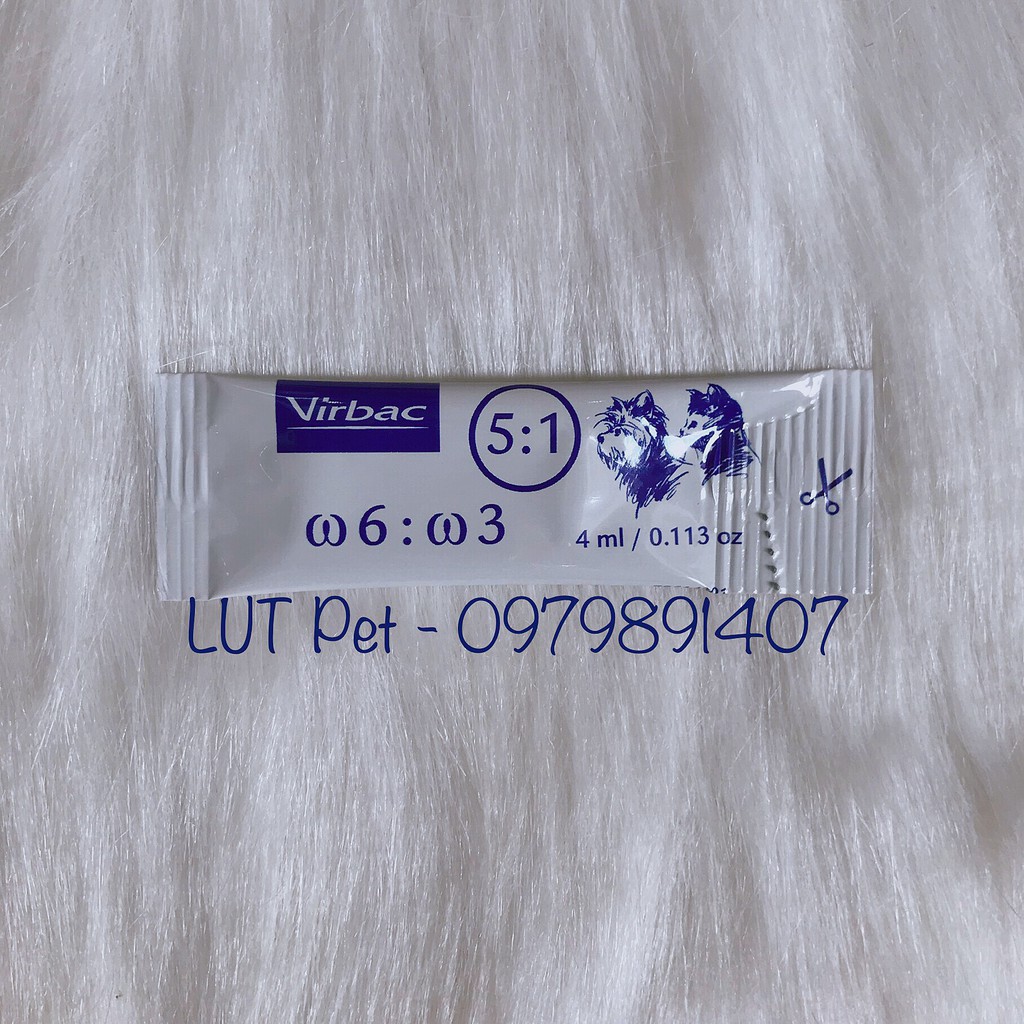 Virbac
5:1
ω6:ω3
4 ml / 0.113 oz
LUT Pet - 0979891407